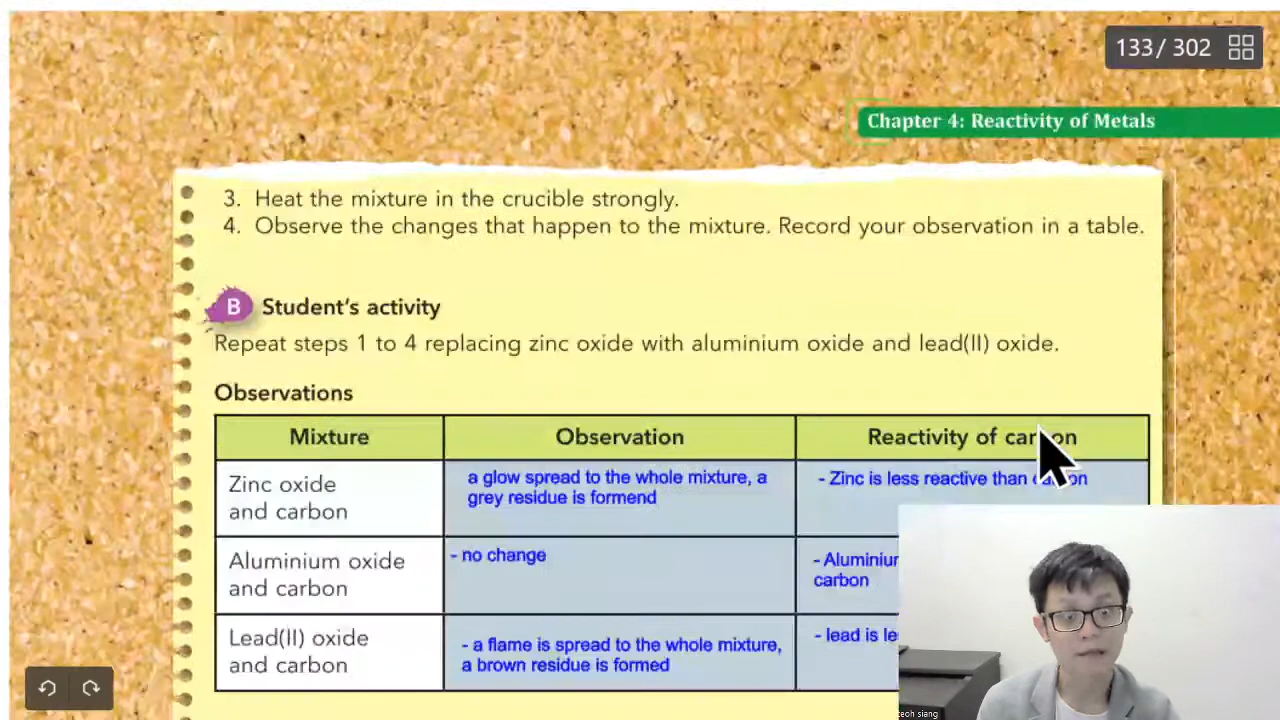 133/ 302
Chapter 4: Reactivity of Metals
3. Heat the mixture in the crucible strongly.
4. Observe the changes that happen to the mixture. Record your observation in a table.
B Student's activity
Repeat steps 1 to 4 replacing zinc oxide with aluminium oxide and lead(II) oxide.
Observations
Mixture Observation Reactivity of carbon
Zinc oxide
and carbon
a glow spread to the whole mixture, a
grey residue is formend
- Zinc is less reactive than carbon
Aluminium oxide
and carbon
- no change
- Aluminium
carbon
Lead(II) oxide
and carbon
- a flame is spread to the whole mixture,
a brown residue is formed
- lead is
teoh siang